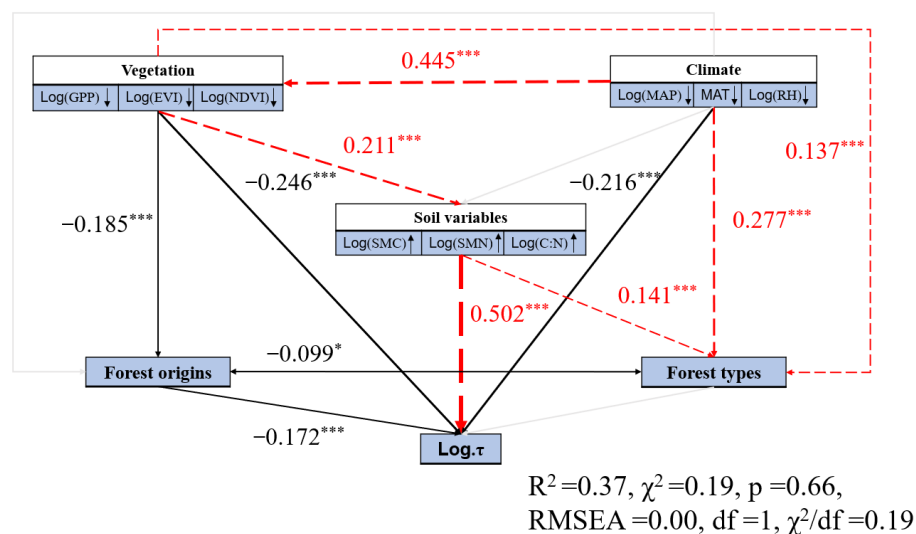 0.445***
Vegetation
Climate
Log(GPP)↓ Log(EVI)↓ Log(NDVI)↓
Log(MAP)↓ MAT↓ Log(RH)↓
0.211***
0.137***
−0.246***
−0.216***
−0.185***
Soil variables
0.277***
Log(SMC)↑ Log(SMN)↑ Log(C:N)↑
0.141***
0.502***
−0.099*
Forest origins
Forest types
−0.172***
Log.τ
R² =0.37, χ² =0.19, p =0.66,
RMSEA =0.00, df =1, χ²/df =0.19